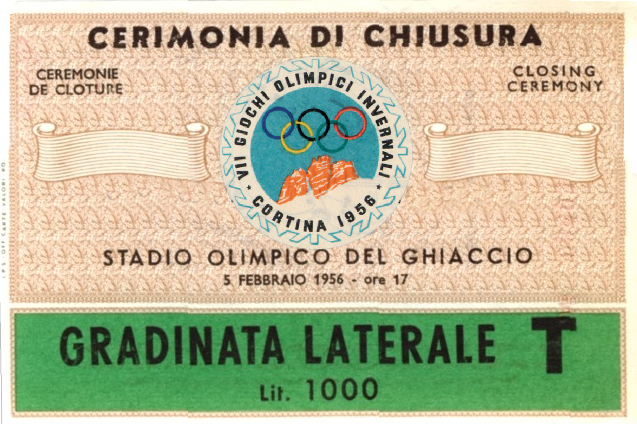 CERIMONIA DI CHIUSURA
CEREMONIE
DE CLOTURE
CLOSING
CEREMONY
VII GIOCHI OLIMPICI INVERNALI
* CORTINA 1956 *
STADIO OLIMPICO DEL GHIACCIO
5 FEBBRAIO 1956 - ore 17
GRADINATA LATERALE T
Lit. 1000